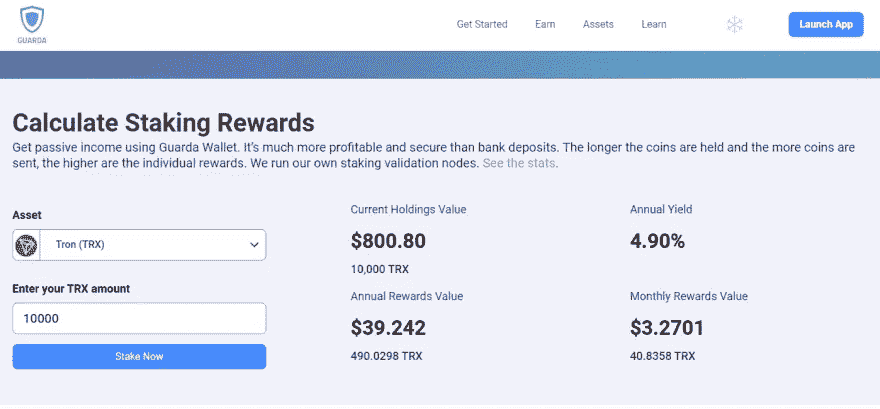 GUARDA
Get Started
Earn
Assets
Learn
Launch App
Calculate Staking Rewards
Get passive income using Guarda Wallet. It's much more profitable and secure than bank deposits. The longer the coins are held and the more coins are
sent, the higher are the individual rewards. We run our own staking validation nodes. See the stats.
Asset
Tron (TRX)
Enter your TRX amount
10000
Stake Now
Current Holdings Value
$800.80
10,000 TRX
Annual Yield
4.90%
Annual Rewards Value
$39.242
490.0298 TRX
Monthly Rewards Value
$3.2701
40.8358 TRX